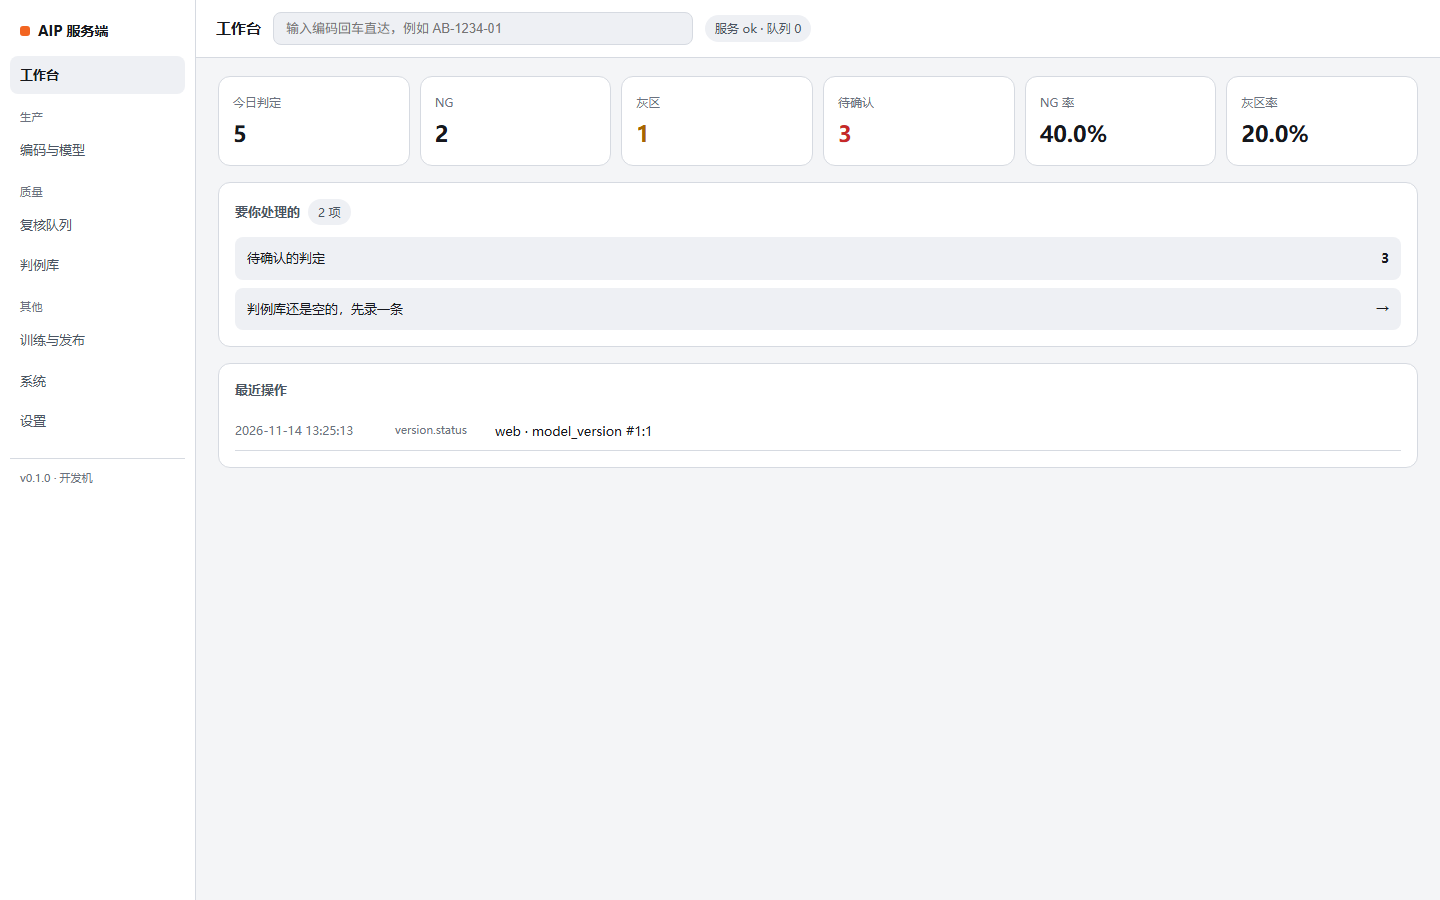 AIP 服务端
工作台
生产
编码与模型
质量
复核队列
判例库
其他
训练与发布
系统
设置
v0.1.0 · 开发机
工作台
输入编码回车直达，例如 AB-1234-01
服务 ok · 队列 0
今日判定
5
NG
2
灰区
1
待确认
3
NG 率
40.0%
灰区率
20.0%
要你处理的 2 项
待确认的判定 3
判例库还是空的，先录一条 →
最近操作
2026-11-14 13:25:13 version.status web · model_version #1:1